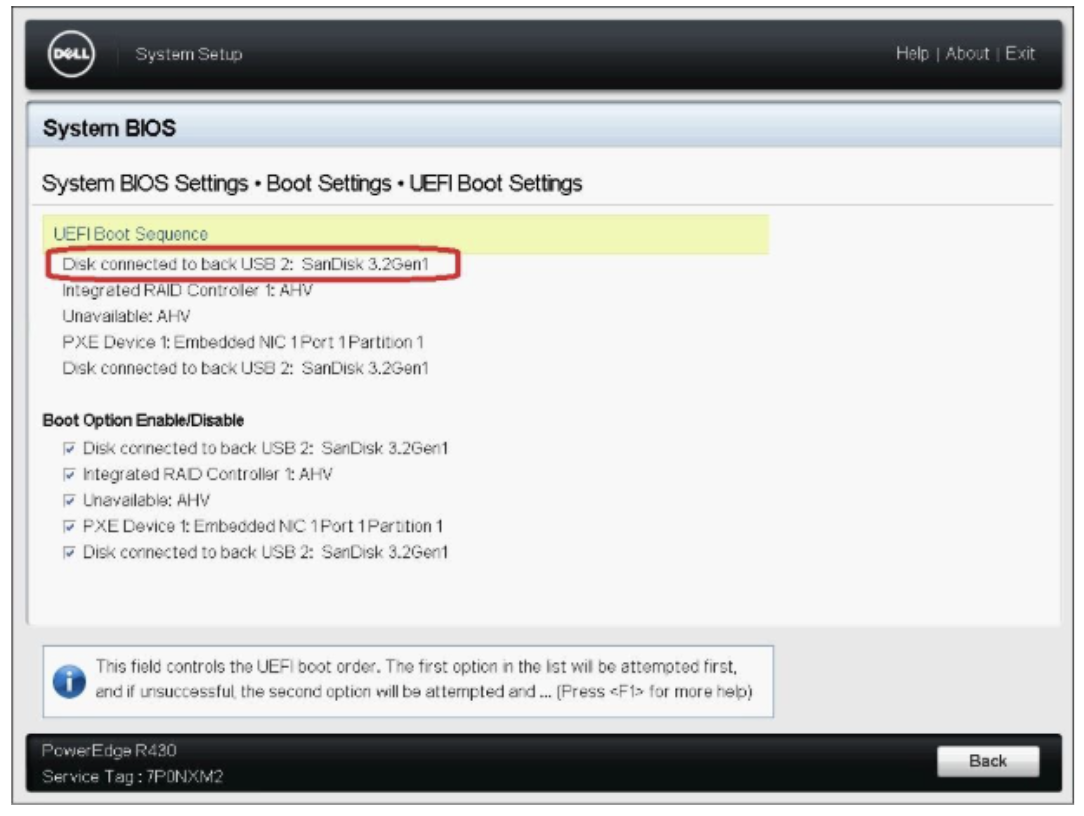 DELL
System Setup
Help | About | Exit
System BIOS
System BIOS Settings • Boot Settings • UEFI Boot Settings
UEFI Boot Sequence
Disk connected to back USB 2: SanDisk 3.2Gen1
Integrated RAID Controller 1: AHV
Unavailable: AHV
PXE Device 1: Embedded NIC 1 Port 1 Partition 1
Disk connected to back USB 2: SanDisk 3.2Gen1
Boot Option Enable/Disable
Disk connected to back USB 2: SanDisk 3.2Gen1
Integrated RAID Controller 1: AHV
Unavailable: AHV
PXE Device 1: Embedded NIC 1 Port 1 Partition 1
Disk connected to back USB 2: SanDisk 3.2Gen1
This field controls the UEFI boot order. The first option in the list will be attempted first,
and if unsuccessful, the second option will be attempted and ... (Press <F1> for more help)
PowerEdge R430
Service Tag : 7P0NXM2
Back